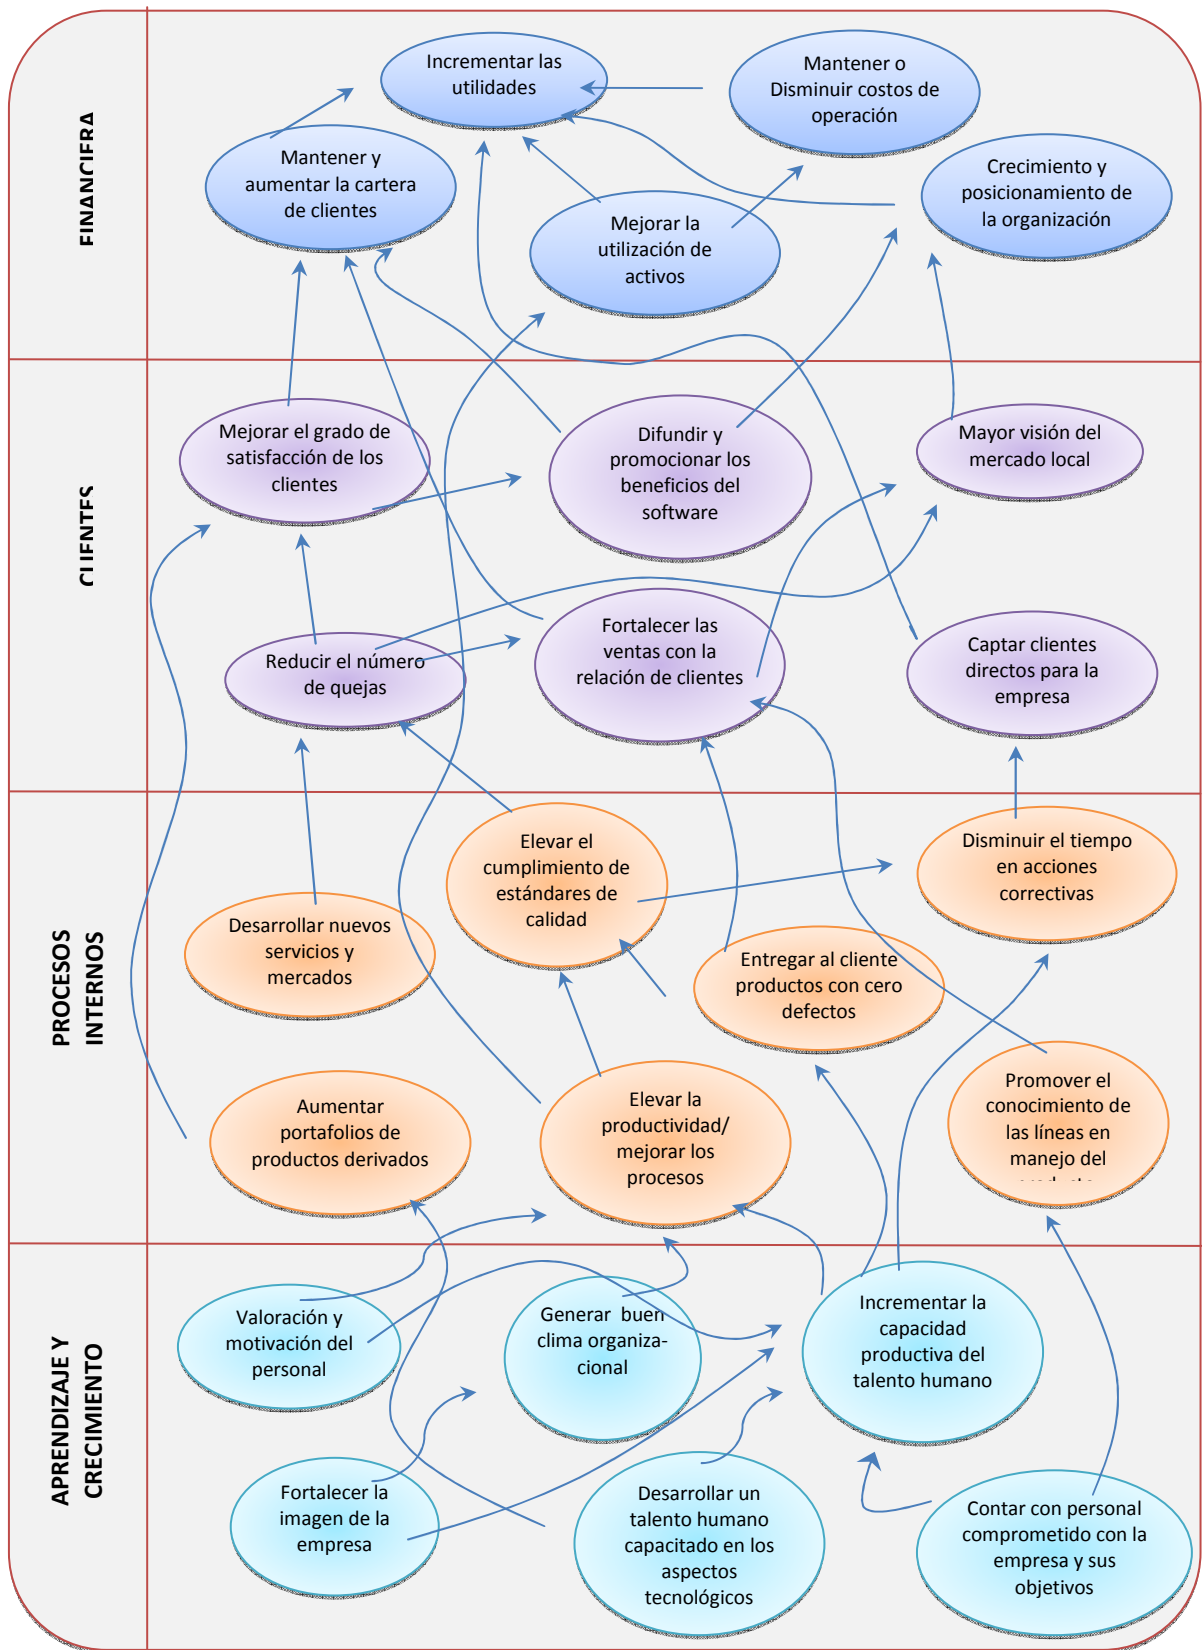 FINANCIERA
Incrementar las
utilidades
Mantener o
Disminuir costos de
operación
Mantener y
aumentar la cartera
de clientes
Mejorar la
utilización de
activos
Crecimiento y
posicionamiento de
la organización
CLIENTES
Mejorar el grado de
satisfacción de los
clientes
Difundir y
promocionar los
beneficios del
software
Mayor visión del
mercado local
Reducir el número
de quejas
Fortalecer las
ventas con la
relación de clientes
Captar clientes
directos para la
empresa
PROCESOS
INTERNOS
Elevar el
cumplimiento de
estándares de
calidad
Disminuir el tiempo
en acciones
correctivas
Desarrollar nuevos
servicios y
mercados
Entregar al cliente
productos con cero
defectos
Aumentar
portafolios de
productos derivados
Elevar la
productividad/
mejorar los
procesos
Promover el
conocimiento de
las líneas en
manejo del
APRENDIZAJE Y
CRECIMIENTO
Valoración y
motivación del
personal
Generar buen
clima organiza-
cional
Incrementar la
capacidad
productiva del
talento humano
Fortalecer la
imagen de la
empresa
Desarrollar un
talento humano
capacitado en los
aspectos
tecnológicos
Contar con personal
comprometido con la
empresa y sus
objetivos